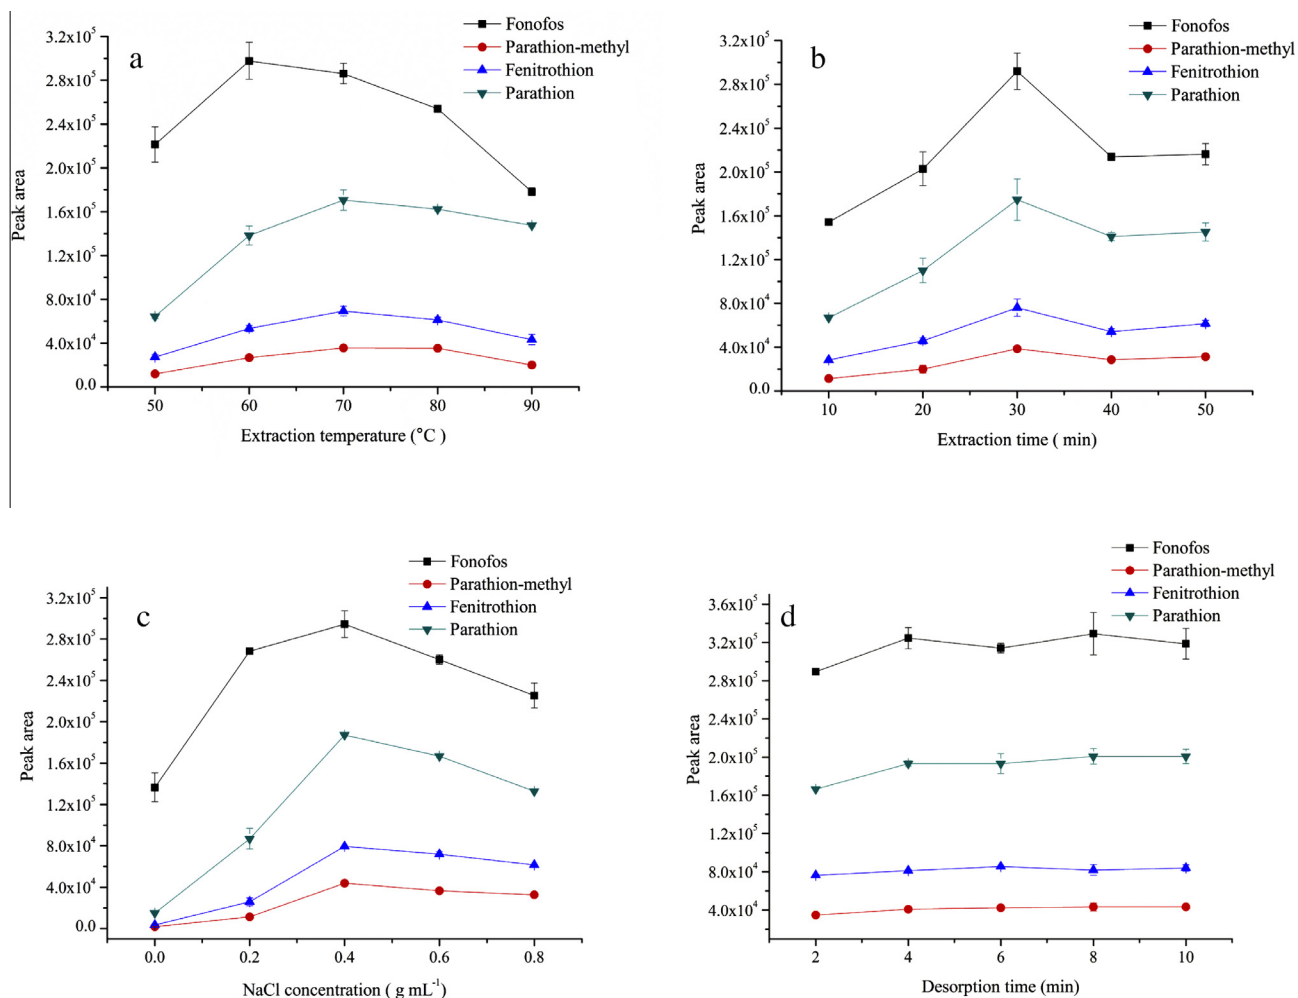 a
Fonofos
Parathion-methyl
Fenitrothion
Parathion
3.2x10⁵
2.8x10⁵
2.4x10⁵
2.0x10⁵
1.6x10⁵
1.2x10⁵
8.0x10⁴
4.0x10⁴
0.0
Peak area
50 60 70 80 90
Extraction temperature (°C )
b
Fonofos
Parathion-methyl
Fenitrothion
Parathion
3.2x10⁵
2.8x10⁵
2.4x10⁵
2.0x10⁵
1.6x10⁵
1.2x10⁵
8.0x10⁴
4.0x10⁴
0.0
Peak area
10 20 30 40 50
Extraction time ( min)
c
Fonofos
Parathion-methyl
Fenitrothion
Parathion
3.2x10⁵
2.8x10⁵
2.4x10⁵
2.0x10⁵
1.6x10⁵
1.2x10⁵
8.0x10⁴
4.0x10⁴
0.0
Peak area
0.0 0.2 0.4 0.6 0.8
NaCl concentration ( g mL⁻¹)
d
Fonofos
Parathion-methyl
Fenitrothion
Parathion
3.6x10⁵
3.2x10⁵
2.8x10⁵
2.4x10⁵
2.0x10⁵
1.6x10⁵
1.2x10⁵
8.0x10⁴
4.0x10⁴
Peak area
2 4 6 8 10
Desorption time (min)